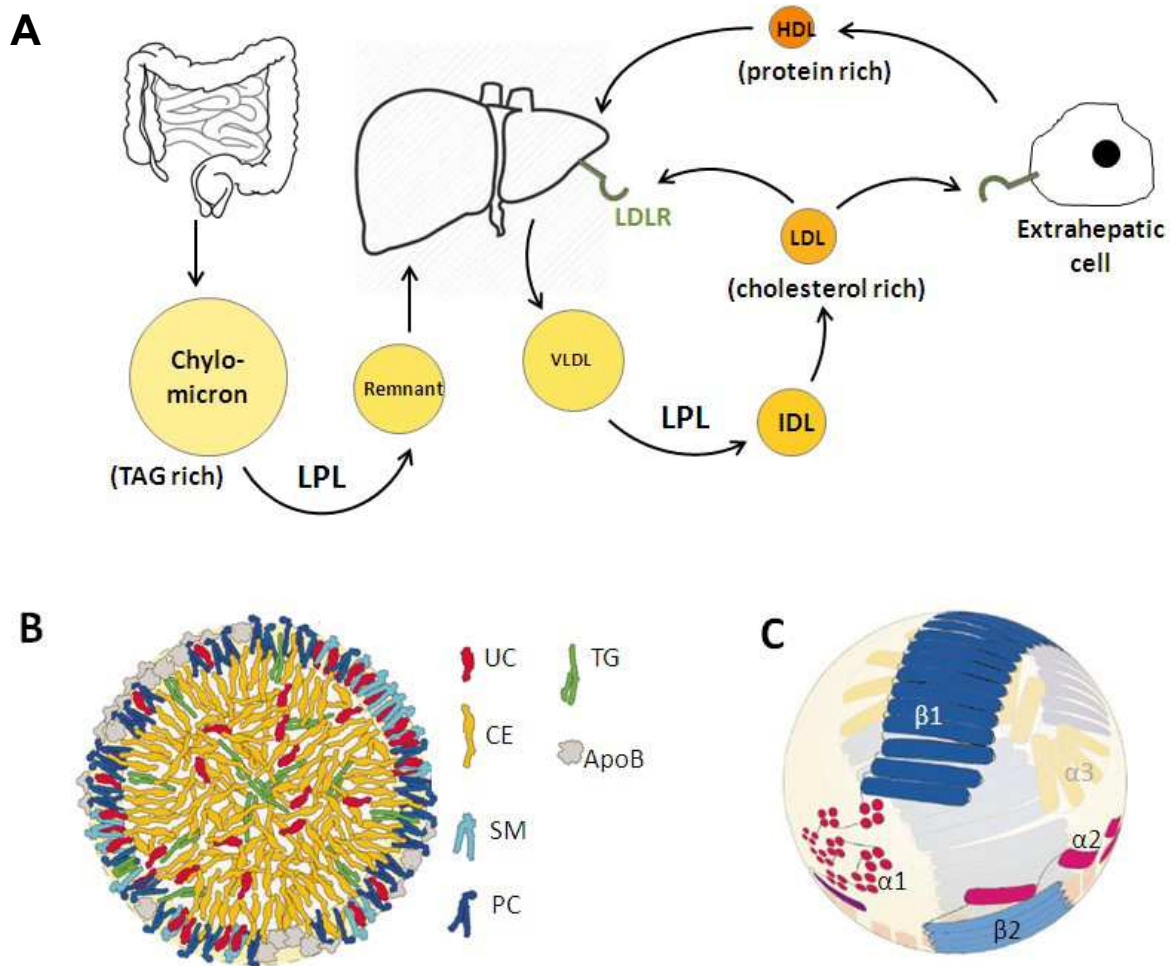 A
HDL
(protein rich)
LDLR
LDL
(cholesterol rich)
Extrahepatic
cell
Chylo-
micron
(TAG rich)
LPL
Remnant
VLDL
LPL
IDL
B
UC
TG
CE
ApoB
SM
PC
C
β1
α3
α2
α1
β2